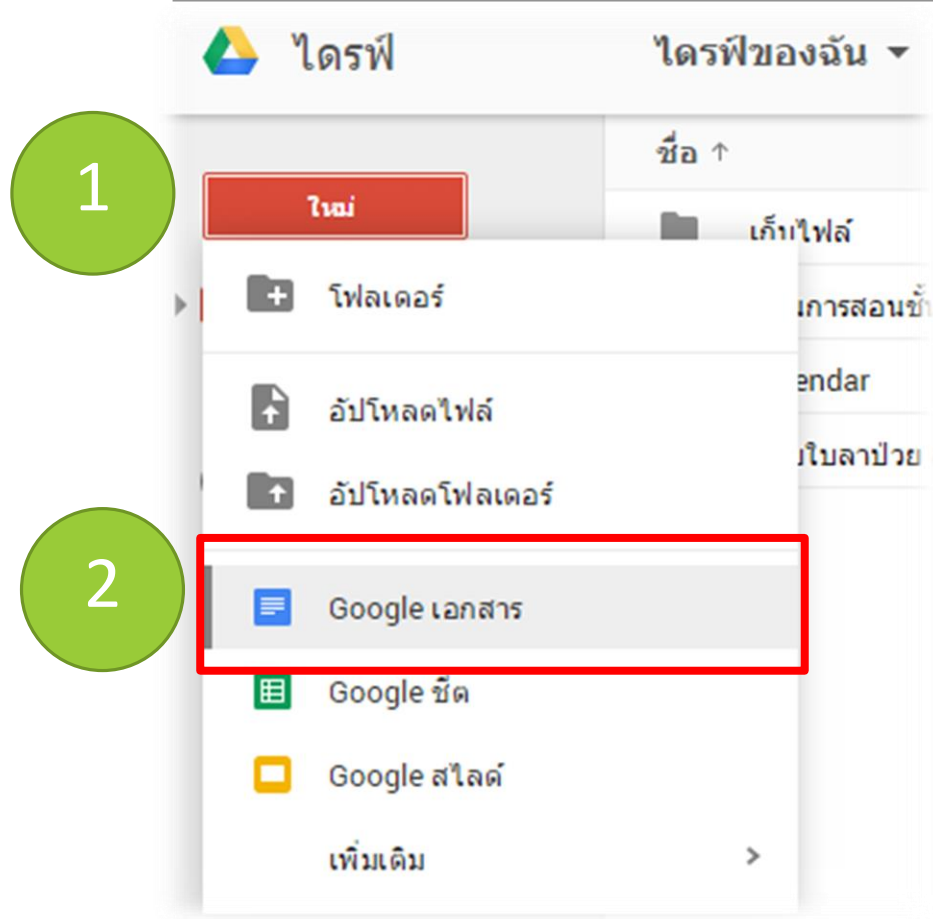 ไดรฟ์
ไดรฟ์ของฉัน
ชื่อ ↑
1
ใหม่
เก็บไฟล์
โฟลเดอร์
นการสอนชั้น
endar
อัปโหลดไฟล์
ใบลาป่วย
อัปโหลดโฟลเดอร์
2
Google เอกสาร
Google ชีต
Google สไลด์
เพิ่มเติม >